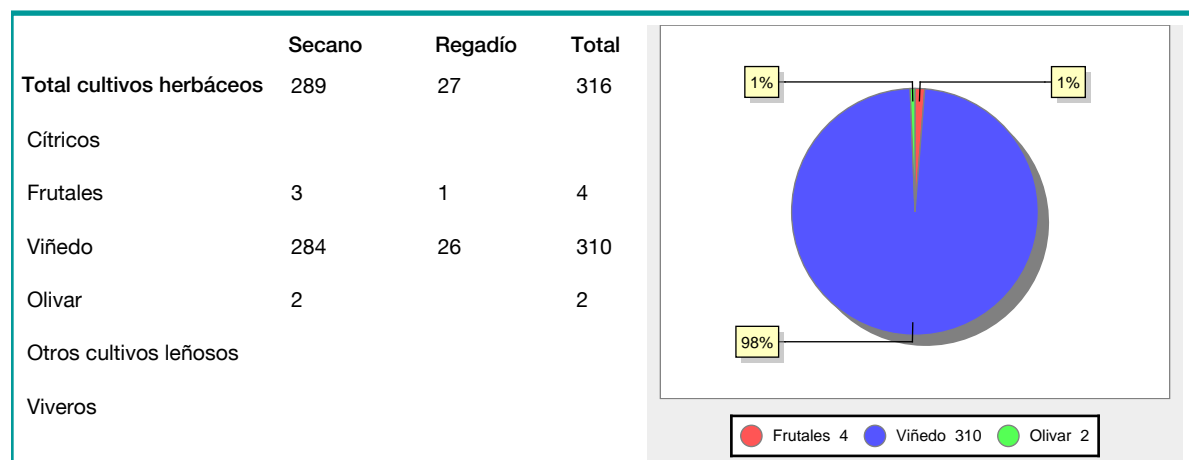 Secano Regadío Total
Total cultivos herbáceos 289 27 316
Cítricos
Frutales 3 1 4
Viñedo 284 26 310
Olivar 2 2
Otros cultivos leñosos
Viveros
1% 1%
98%
Frutales 4 Viñedo 310 Olivar 2